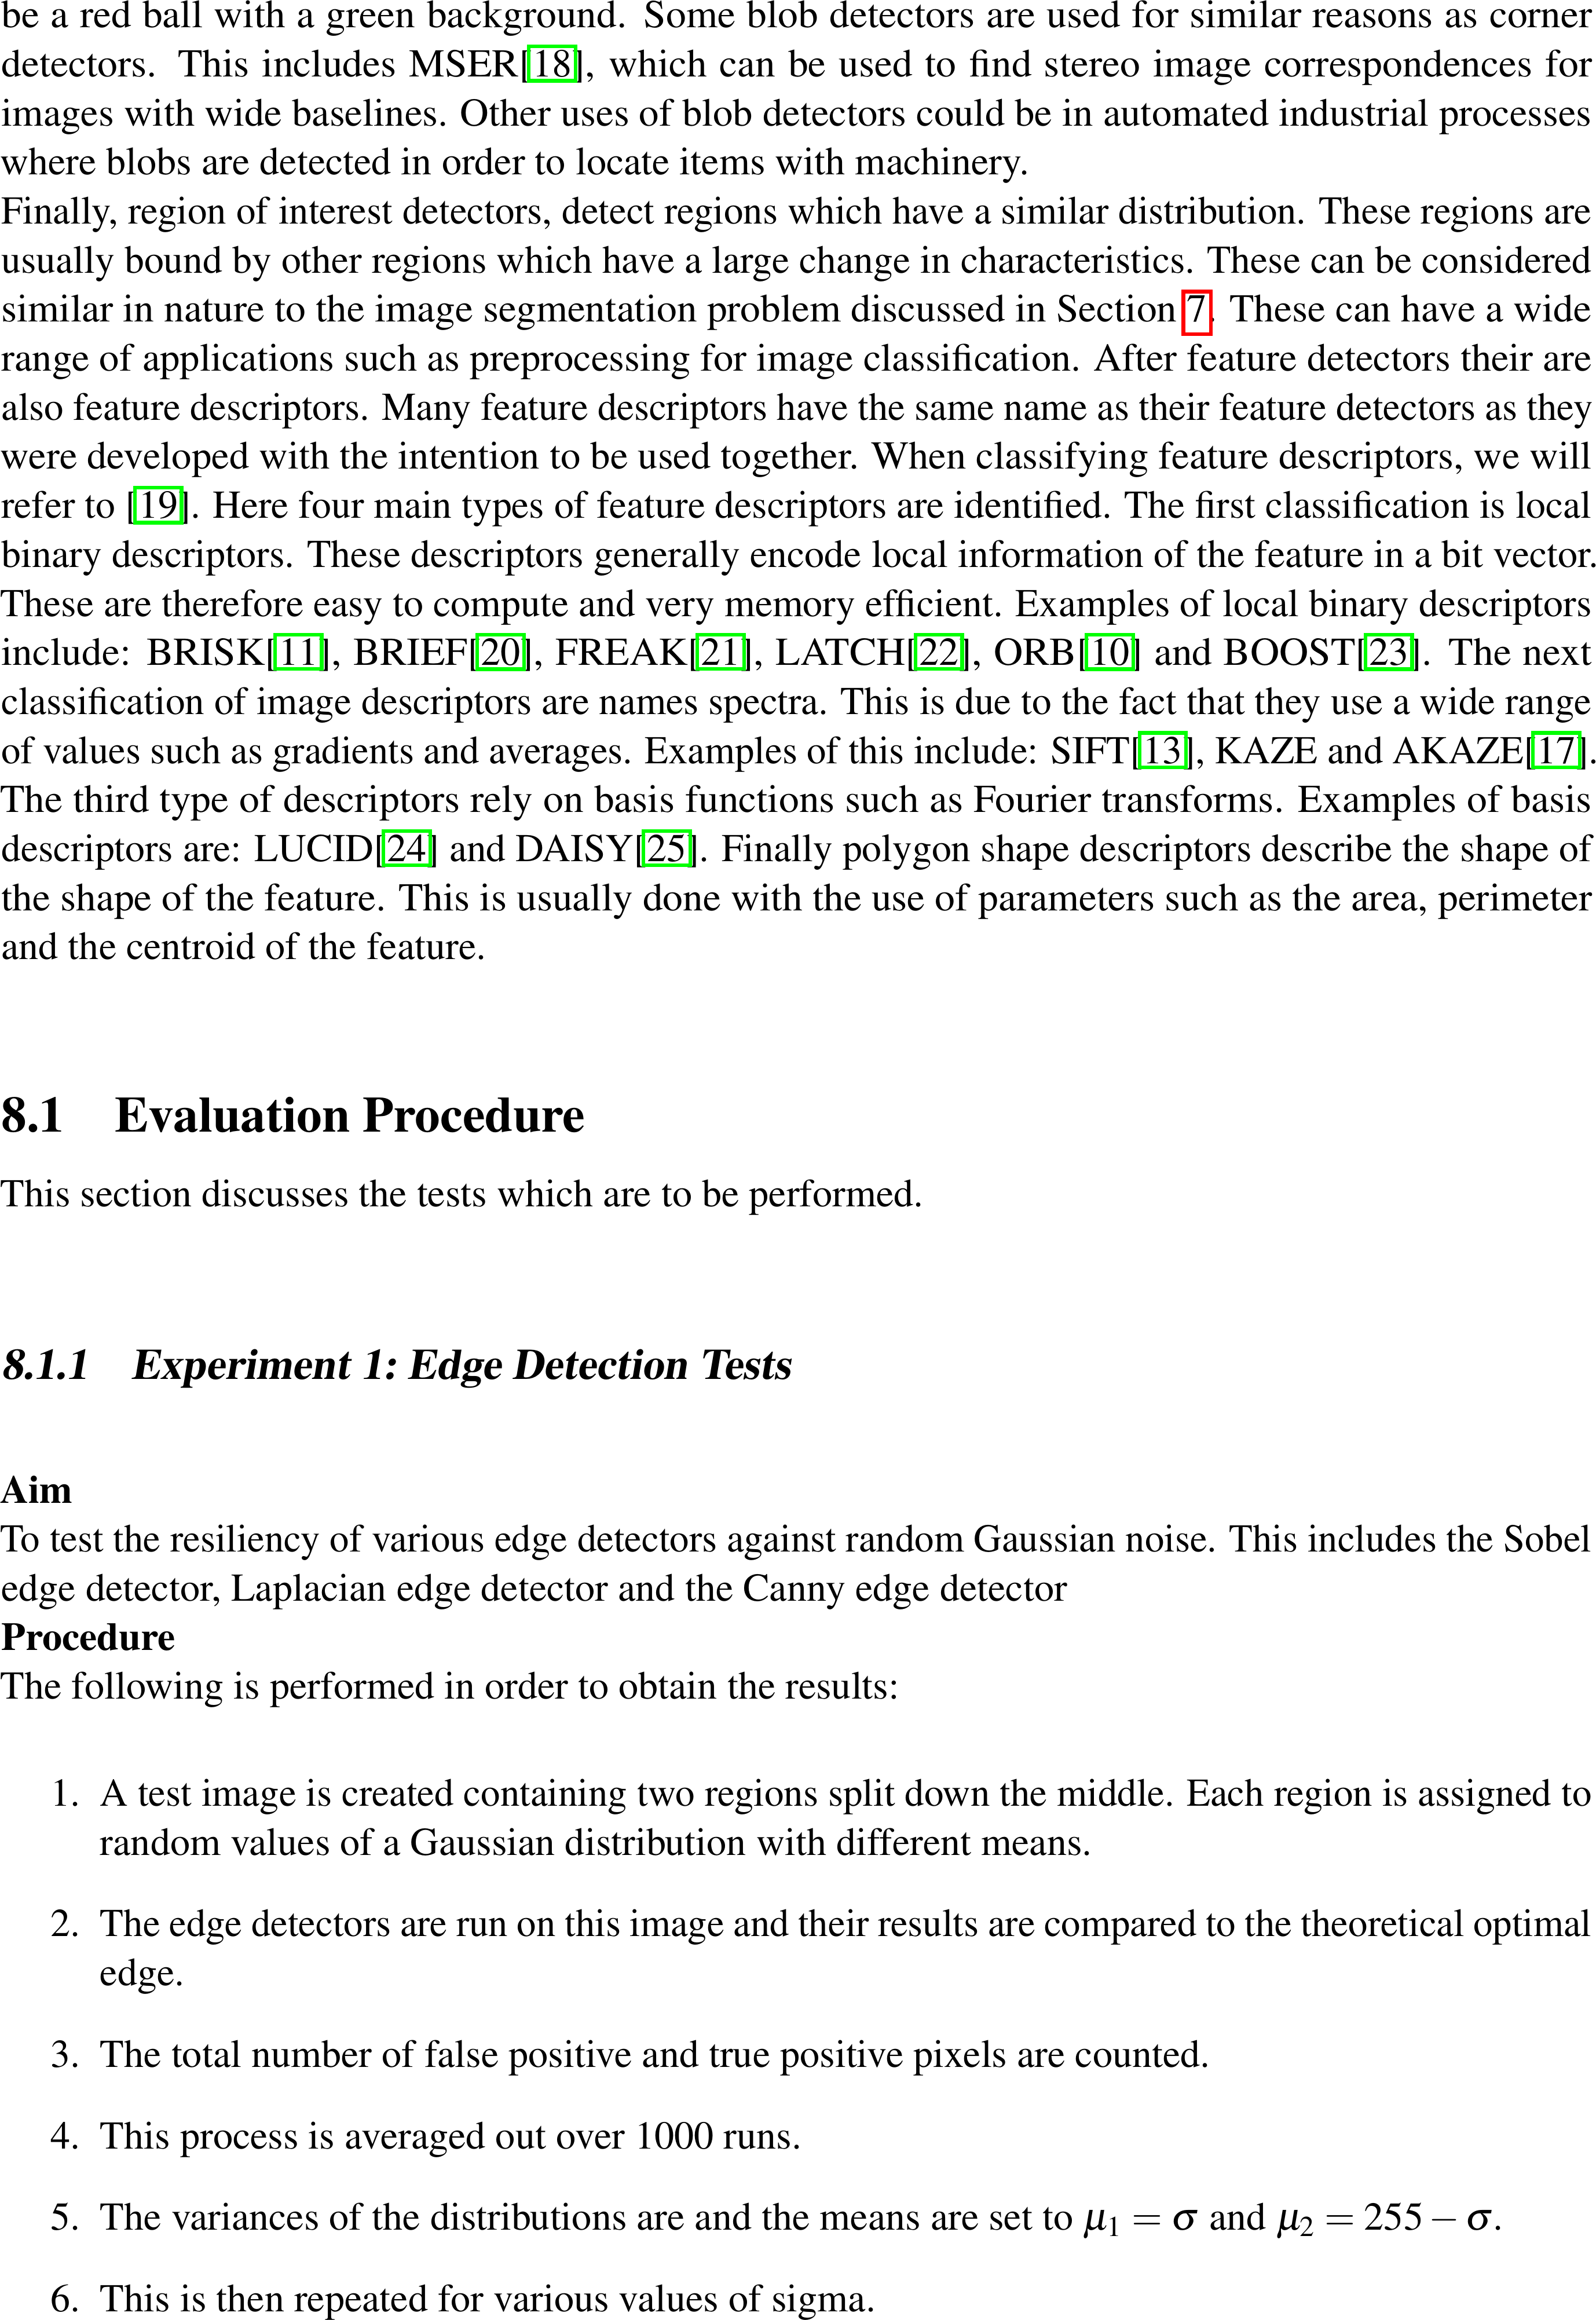 be a red ball with a green background. Some blob detectors are used for similar reasons as corner
detectors. This includes MSER[18], which can be used to find stereo image correspondences for
images with wide baselines. Other uses of blob detectors could be in automated industrial processes
where blobs are detected in order to locate items with machinery.
Finally, region of interest detectors, detect regions which have a similar distribution. These regions are
usually bound by other regions which have a large change in characteristics. These can be considered
similar in nature to the image segmentation problem discussed in Section 7. These can have a wide
range of applications such as preprocessing for image classification. After feature detectors their are
also feature descriptors. Many feature descriptors have the same name as their feature detectors as they
were developed with the intention to be used together. When classifying feature descriptors, we will
refer to [19]. Here four main types of feature descriptors are identified. The first classification is local
binary descriptors. These descriptors generally encode local information of the feature in a bit vector.
These are therefore easy to compute and very memory efficient. Examples of local binary descriptors
include: BRISK[11], BRIEF[20], FREAK[21], LATCH[22], ORB[10] and BOOST[23]. The next
classification of image descriptors are names spectra. This is due to the fact that they use a wide range
of values such as gradients and averages. Examples of this include: SIFT[13], KAZE and AKAZE[17].
The third type of descriptors rely on basis functions such as Fourier transforms. Examples of basis
descriptors are: LUCID[24] and DAISY[25]. Finally polygon shape descriptors describe the shape of
the shape of the feature. This is usually done with the use of parameters such as the area, perimeter
and the centroid of the feature.
8.1 Evaluation Procedure
This section discusses the tests which are to be performed.
8.1.1 Experiment 1: Edge Detection Tests
Aim
To test the resiliency of various edge detectors against random Gaussian noise. This includes the Sobel
edge detector, Laplacian edge detector and the Canny edge detector
Procedure
The following is performed in order to obtain the results:
1. A test image is created containing two regions split down the middle. Each region is assigned to
random values of a Gaussian distribution with different means.
2. The edge detectors are run on this image and their results are compared to the theoretical optimal
edge.
3. The total number of false positive and true positive pixels are counted.
4. This process is averaged out over 1000 runs.
5. The variances of the distributions are and the means are set to μ₁ = σ and μ₂ = 255 − σ.
6. This is then repeated for various values of sigma.